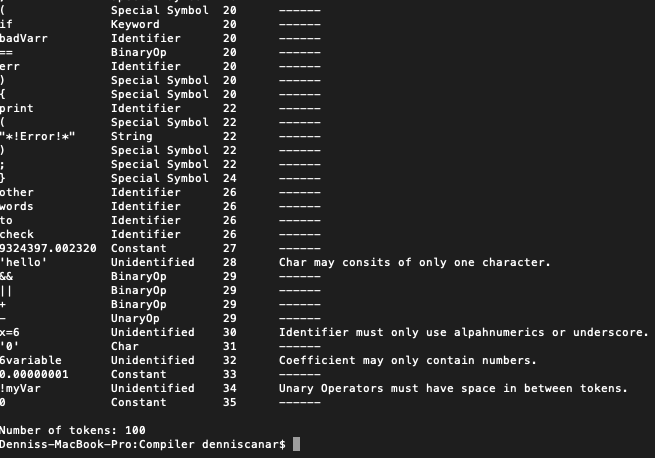 (             Special Symbol  20      ------
if            Keyword         20      ------
badVarr       Identifier      20      ------
==            BinaryOp        20      ------
err           Identifier      20      ------
)             Special Symbol  20      ------
{             Special Symbol  20      ------
print         Identifier      22      ------
(             Special Symbol  22      ------
"*!Error!*"   String          22      ------
)             Special Symbol  22      ------
;             Special Symbol  22      ------
}             Special Symbol  24      ------
other         Identifier      26      ------
words         Identifier      26      ------
to            Identifier      26      ------
check         Identifier      26      ------
9324397.002320  Constant      27      ------
'hello'       Unidentified    28      Char may consits of only one character.
&&            BinaryOp        29      ------
||            BinaryOp        29      ------
+             BinaryOp        29      ------
-             UnaryOp         29      ------
x=6           Unidentified    30      Identifier must only use alpahnumerics or underscore.
'0'           Char            31      ------
6variable     Unidentified    32      Coefficient may only contain numbers.
0.00000001    Constant        33      ------
!myVar        Unidentified    34      Unary Operators must have space in between tokens.
0             Constant        35      ------
Number of tokens: 100
Denniss-MacBook-Pro:Compiler denniscanar$